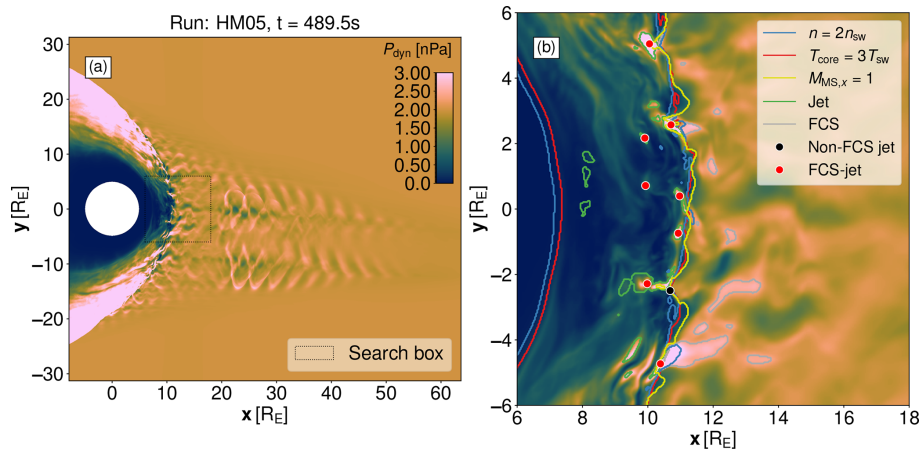 Run: HM05, t = 489.5s
(a)
P_dyn [nPa]
3.00
2.50
2.00
1.50
1.00
0.50
0.0
30
20
10
0
−10
−20
−30
y [R_E]
0 10 20 30 40 50 60
x [R_E]
Search box
(b)
n = 2n_sw
T_core = 3T_sw
M_MS,x = 1
Jet
FCS
Non-FCS jet
FCS-jet
6
4
2
0
−2
−4
−6
y [R_E]
6 8 10 12 14 16 18
x [R_E]